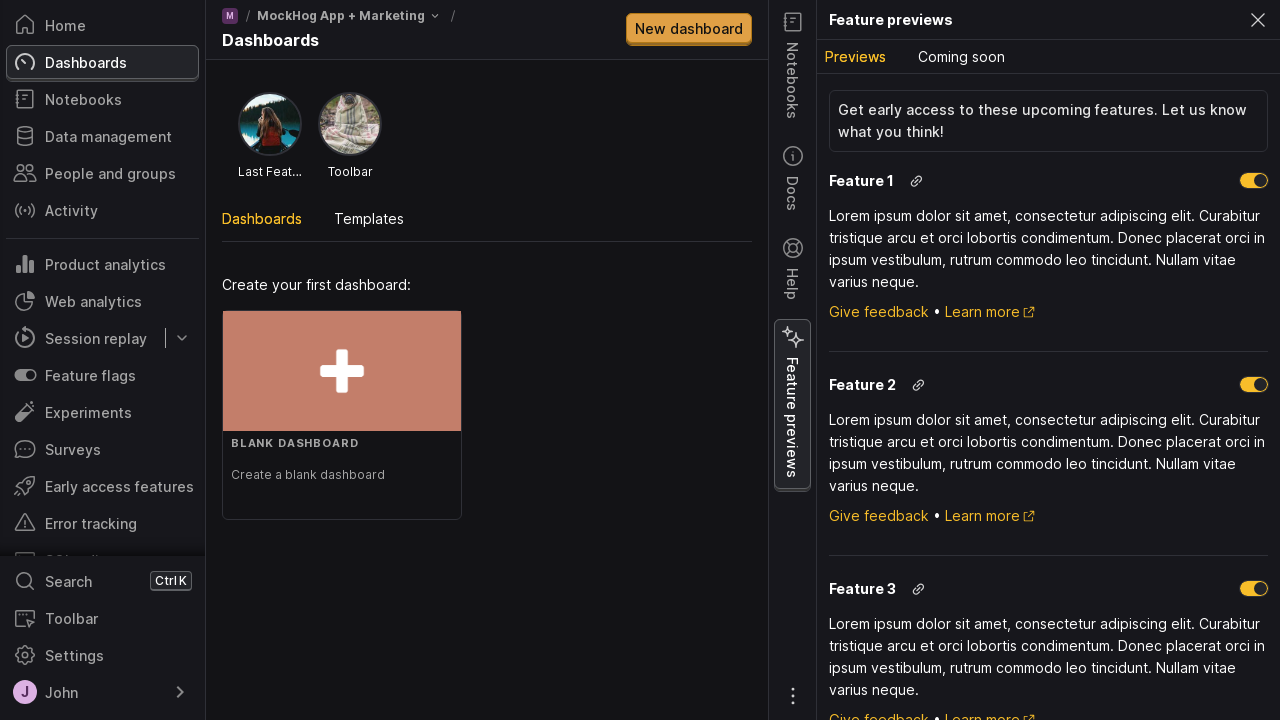 Home
Dashboards
Notebooks
Data management
People and groups
Activity
Product analytics
Web analytics
Session replay
Feature flags
Experiments
Surveys
Early access features
Error tracking
Search Ctrl K
Toolbar
Settings
J John
M / MockHog App + Marketing /
Dashboards
New dashboard
Last Feat...
Toolbar
Dashboards Templates
Create your first dashboard:
BLANK DASHBOARD
Create a blank dashboard
Notebooks
Docs
Help
Feature previews
Feature previews
Previews Coming soon
Get early access to these upcoming features. Let us know
what you think!
Feature 1
Lorem ipsum dolor sit amet, consectetur adipiscing elit. Curabitur
tristique arcu et orci lobortis condimentum. Donec placerat orci in
ipsum vestibulum, rutrum commodo leo tincidunt. Nullam vitae
varius neque.
Give feedback • Learn more
Feature 2
Lorem ipsum dolor sit amet, consectetur adipiscing elit. Curabitur
tristique arcu et orci lobortis condimentum. Donec placerat orci in
ipsum vestibulum, rutrum commodo leo tincidunt. Nullam vitae
varius neque.
Give feedback • Learn more
Feature 3
Lorem ipsum dolor sit amet, consectetur adipiscing elit. Curabitur
tristique arcu et orci lobortis condimentum. Donec placerat orci in
ipsum vestibulum, rutrum commodo leo tincidunt. Nullam vitae
varius neque.
Give feedback • Learn more